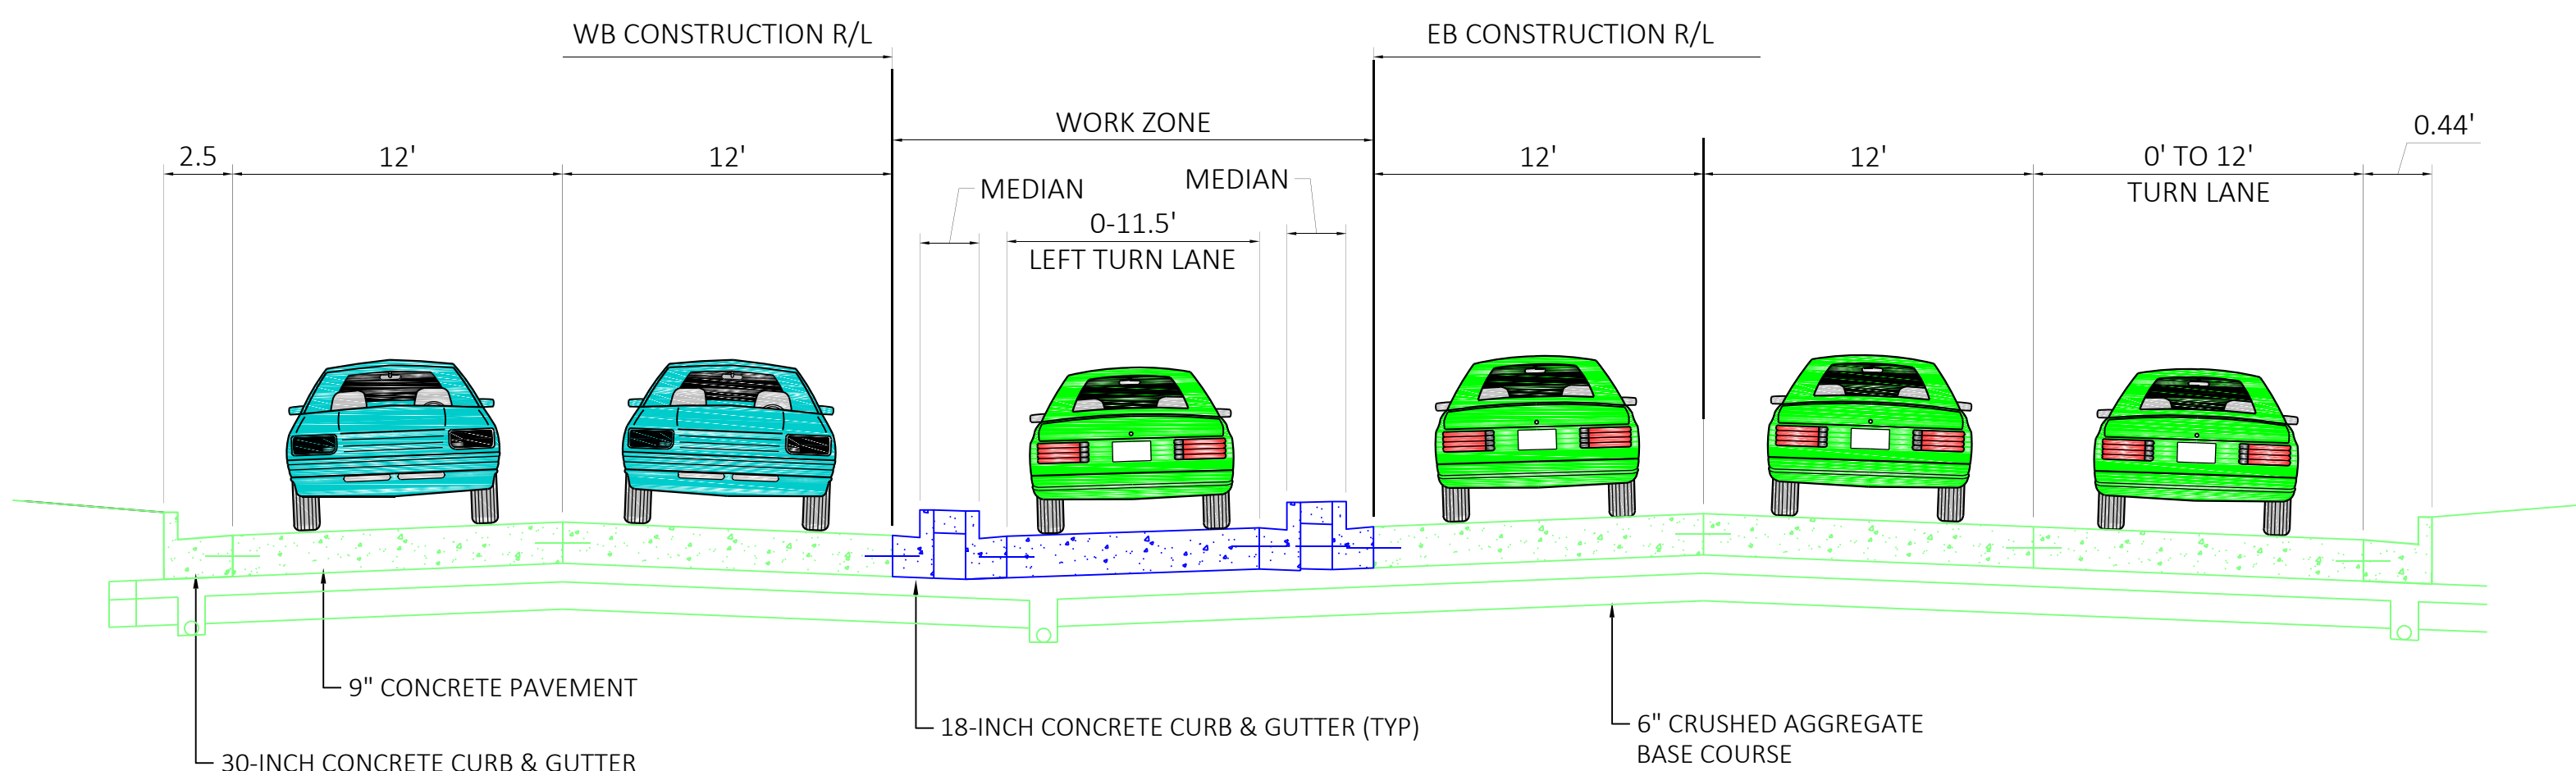 WB CONSTRUCTION R/L
EB CONSTRUCTION R/L
WORK ZONE
0.44'
2.5
12'
12'
12'
12'
0' TO 12'
TURN LANE
MEDIAN
MEDIAN
0-11.5'
LEFT TURN LANE
9" CONCRETE PAVEMENT
18-INCH CONCRETE CURB & GUTTER (TYP)
6" CRUSHED AGGREGATE
BASE COURSE
30-INCH CONCRETE CURB & GUTTER